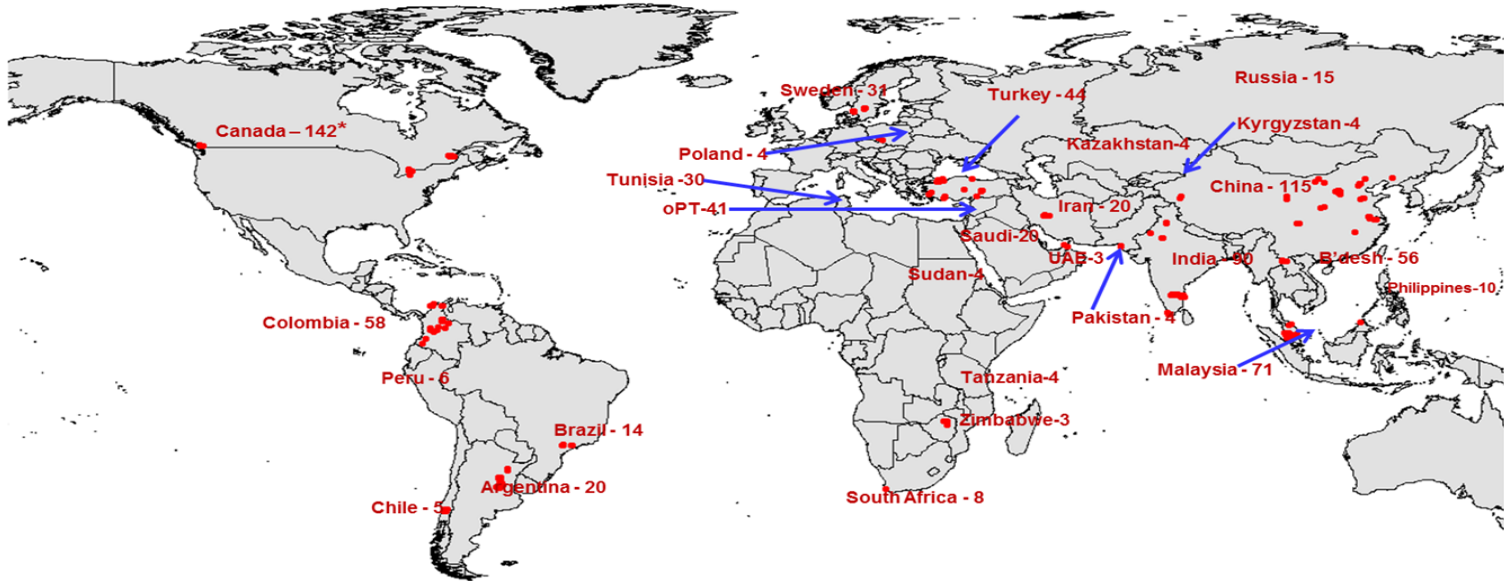 Russia - 15
Sweden - 31
Turkey - 44
Canada – 142*
Kyrgyzstan -4
Kazakhstan-4
Poland - 4
Tunisia -30
China - 115
oPT-41
Iran - 20
Saudi-20
UAE-3
India - 90
B'desh - 56
Sudan-4
Philippines-10
Colombia - 58
Pakistan - 4
Malaysia - 71
Peru - 6
Tanzania-4
Zimbabwe-3
Brazil - 14
Argentina - 20
South Africa - 8
Chile - 5